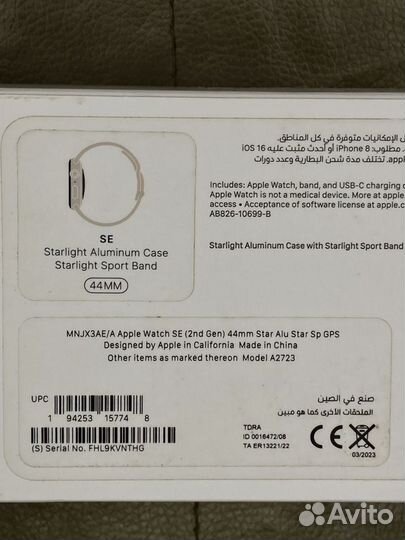 ل الإمكانيات متوفرة في كل المناطق.
مطلوب: iPhone 8 أو أحدث مثبت عليه iOS 16
appl. تختلف مدة شحن البطارية وعدد دورات
Includes: Apple Watch, band, and USB-C charging c
Apple Watch is not a medical device. More at apple.
access • Acceptance of software license at apple.c
AB826-10699-B
Starlight Aluminum Case with Starlight Sport Band
SE
Starlight Aluminum Case
Starlight Sport Band
44MM
MNJX3AE/A Apple Watch SE (2nd Gen) 44mm Star Alu Star Sp GPS
Designed by Apple in California Made in China
Other items as marked thereon Model A2723
UPC
1 94253 15774 8
(S) Serial No. FHL9KVNTHG
صنع في الصين
الملحقات الأخرى كما هو مبين
TDRA
ID 0016472/08
TA ER13221/22
CE
03/2023
Avito